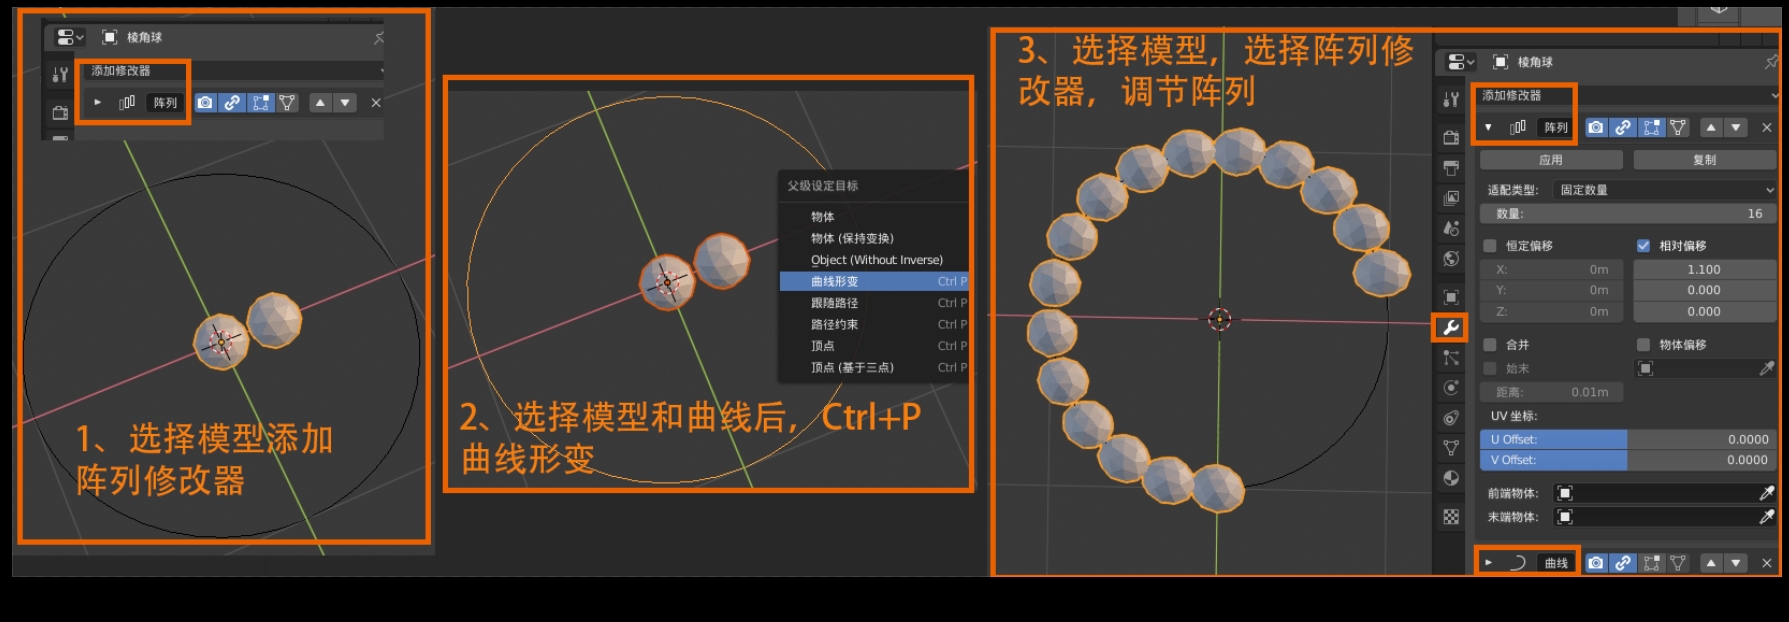 棱角球
添加修改器
阵列
1、选择模型添加
阵列修改器
父级设定目标
物体
物体 (保持变换)
Object (Without Inverse)
曲线形变 Ctrl P
跟随路径 Ctrl P
路径约束 Ctrl P
顶点 Ctrl P
顶点 (基于三点) Ctrl P
2、选择模型和曲线后，Ctrl+P
曲线形变
3、选择模型，选择阵列修
改器，调节阵列
棱角球
添加修改器
阵列
应用 复制
适配类型: 固定数量
数量: 16
恒定偏移 相对偏移
X: 0m 1.100
Y: 0m 0.000
Z: 0m 0.000
合并 物体偏移
始末
距离: 0.01m
UV 坐标:
U Offset: 0.0000
V Offset: 0.0000
前端物体:
末端物体:
曲线